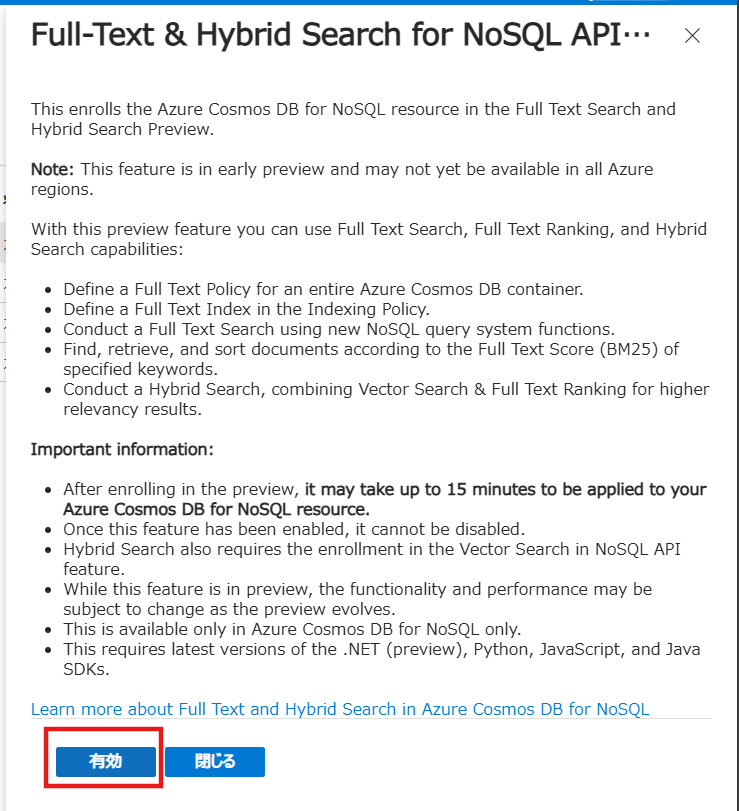 Full-Text & Hybrid Search for NoSQL API…
This enrolls the Azure Cosmos DB for NoSQL resource in the Full Text Search and
Hybrid Search Preview.
Note: This feature is in early preview and may not yet be available in all Azure
regions.
With this preview feature you can use Full Text Search, Full Text Ranking, and Hybrid
Search capabilities:
• Define a Full Text Policy for an entire Azure Cosmos DB container.
• Define a Full Text Index in the Indexing Policy.
• Conduct a Full Text Search using new NoSQL query system functions.
• Find, retrieve, and sort documents according to the Full Text Score (BM25) of
specified keywords.
• Conduct a Hybrid Search, combining Vector Search & Full Text Ranking for higher
relevancy results.
Important information:
• After enrolling in the preview, it may take up to 15 minutes to be applied to your
Azure Cosmos DB for NoSQL resource.
• Once this feature has been enabled, it cannot be disabled.
• Hybrid Search also requires the enrollment in the Vector Search in NoSQL API
feature.
• While this feature is in preview, the functionality and performance may be
subject to change as the preview evolves.
• This is available only in Azure Cosmos DB for NoSQL only.
• This requires latest versions of the .NET (preview), Python, JavaScript, and Java
SDKs.
Learn more about Full Text and Hybrid Search in Azure Cosmos DB for NoSQL
有効 閉じる